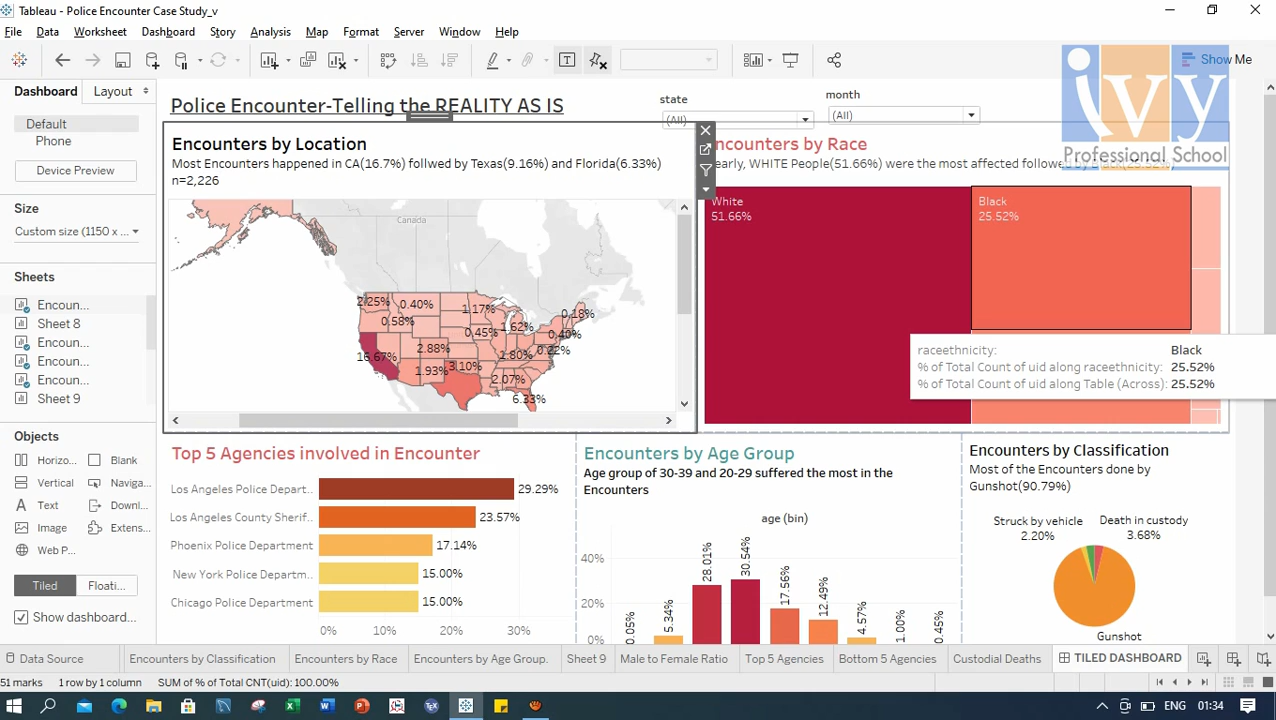 Tableau - Police Encounter Case Study_v
File Data Worksheet Dashboard Story Analysis Map Format Server Window Help
Show Me
ivy
Professional School
Dashboard Layout
Default
Phone
Device Preview
Size
Custom size (1150 x ...
Sheets
Encoun...
Sheet 8
Encoun...
Encoun...
Encoun...
Sheet 9
Objects
Horizo... Blank
Vertical Naviga...
Text Downl...
Image Extens...
Web P...
Tiled Floati...
Show dashboard...
Police Encounter-Telling the REALITY AS IS
state
(All)
month
(All)
Encounters by Location
Most Encounters happened in CA(16.7%) follwed by Texas(9.16%) and Florida(6.33%)
n=2,226
Canada
2.25%
0.40%
1.17%
0.18%
0.58%
0.45%
1.62%
0.40%
16.67%
2.88%
1.80%
0.22%
1.93%
3.10%
2.07%
6.33%
ncounters by Race
early, WHITE People(51.66%) were the most affected followed by Black(25.52%)
White
51.66%
Black
25.52%
raceethnicity: Black
% of Total Count of uid along raceethnicity: 25.52%
% of Total Count of uid along Table (Across): 25.52%
Top 5 Agencies involved in Encounter
Los Angeles Police Depart.. 29.29%
Los Angeles County Sherif.. 23.57%
Phoenix Police Department 17.14%
New York Police Departm.. 15.00%
Chicago Police Department 15.00%
0% 10% 20% 30%
Encounters by Age Group
Age group of 30-39 and 20-29 suffered the most in the
Encounters
age (bin)
40%
20%
0%
0.05%
5.34%
28.01%
30.54%
17.56%
12.49%
4.57%
1.00%
0.45%
Encounters by Classification
Most of the Encounters done by
Gunshot(90.79%)
Struck by vehicle
2.20%
Death in custody
3.68%
Gunshot
Data Source Encounters by Classification Encounters by Race Encounters by Age Group. Sheet 9 Male to Female Ratio Top 5 Agencies Bottom 5 Agencies Custodial Deaths TILED DASHBOARD
51 marks 1 row by 1 column SUM of % of Total CNT(uid): 100.00%
ENG 01:34